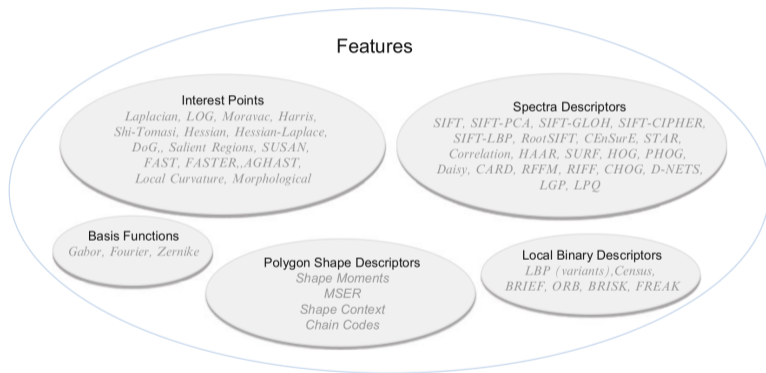 Features
Interest Points
Laplacian, LOG, Moravac, Harris,
Shi-Tomasi, Hessian, Hessian-Laplace,
DoG,, Salient Regions, SUSAN,
FAST, FASTER,,AGHAST,
Local Curvature, Morphological
Spectra Descriptors
SIFT, SIFT-PCA, SIFT-GLOH, SIFT-CIPHER,
SIFT-LBP, RootSIFT, CEnSurE, STAR,
Correlation, HAAR, SURF, HOG, PHOG,
Daisy, CARD, RFFM, RIFF, CHOG, D-NETS,
LGP, LPQ
Basis Functions
Gabor, Fourier, Zernike
Polygon Shape Descriptors
Shape Moments
MSER
Shape Context
Chain Codes
Local Binary Descriptors
LBP (variants),Census,
BRIEF, ORB, BRISK, FREAK